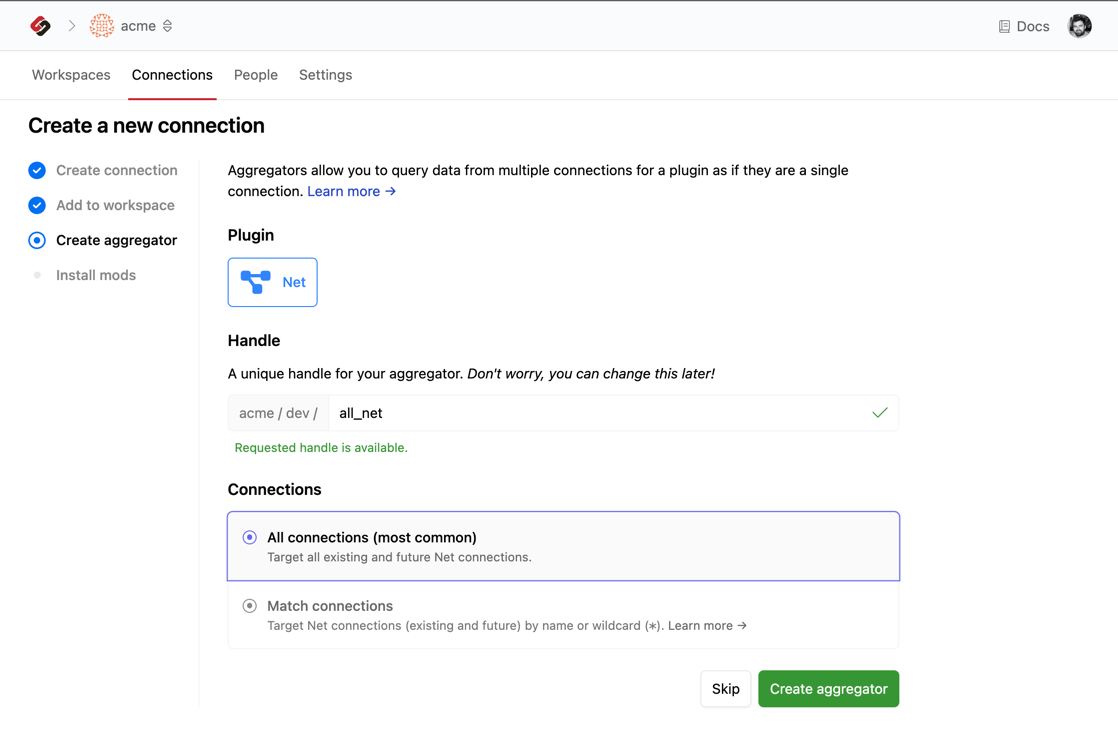 acme
Docs
Workspaces
Connections
People
Settings
Create a new connection
Create connection
Add to workspace
Create aggregator
Install mods
Aggregators allow you to query data from multiple connections for a plugin as if they are a single
connection. Learn more →
Plugin
Net
Handle
A unique handle for your aggregator. Don't worry, you can change this later!
acme / dev / all_net
Requested handle is available.
Connections
All connections (most common)
Target all existing and future Net connections.
Match connections
Target Net connections (existing and future) by name or wildcard (*). Learn more →
Skip
Create aggregator